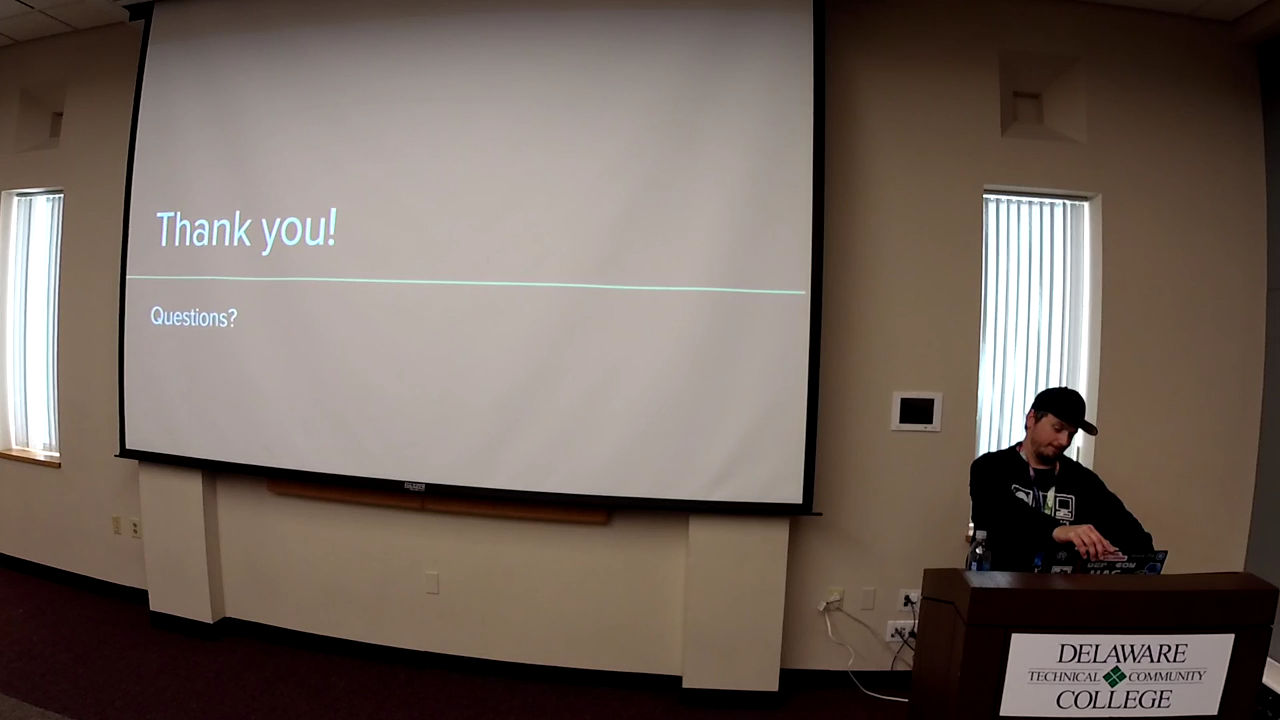 Thank you!
Questions?
DELAWARE
TECHNICAL COMMUNITY
COLLEGE